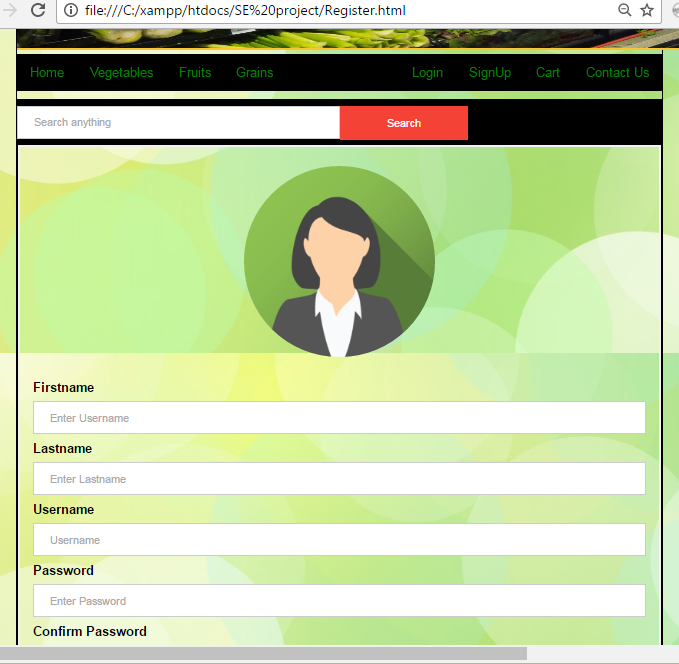 file:///C:/xampp/htdocs/SE%20project/Register.html
Home Vegetables Fruits Grains Login SignUp Cart Contact Us
Search anything Search
Firstname
Enter Username
Lastname
Enter Lastname
Username
Username
Password
Enter Password
Confirm Password